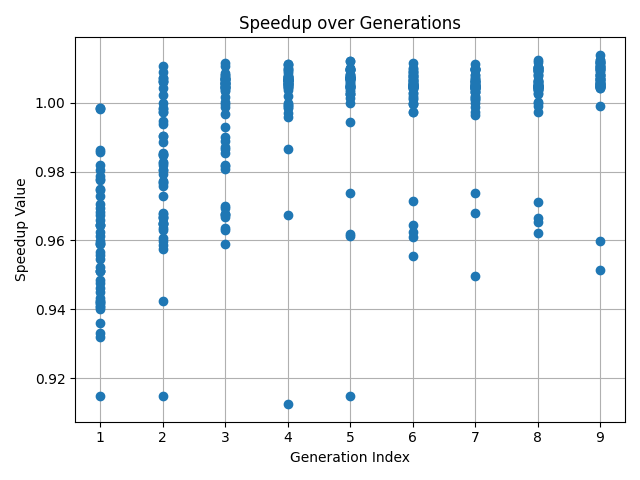 Speedup over Generations
Speedup Value
1.00
0.98
0.96
0.94
0.92
1 2 3 4 5 6 7 8 9
Generation Index